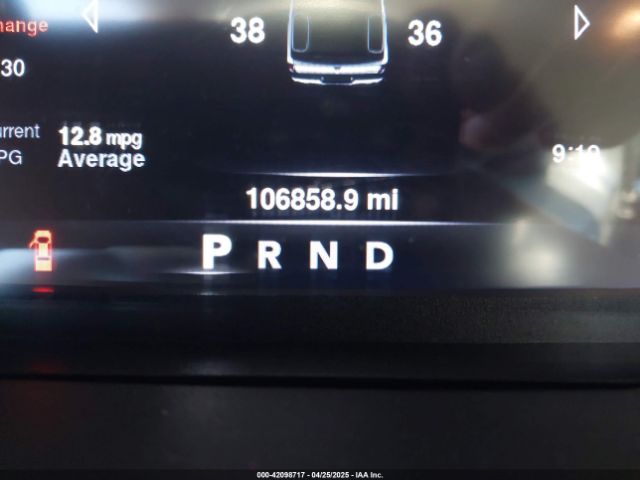 hange
38 36
30
urrent 12.8 mpg
PG Average
106858.9 mi
P R N D
000-42098717 - 04/25/2025 - IAA Inc.